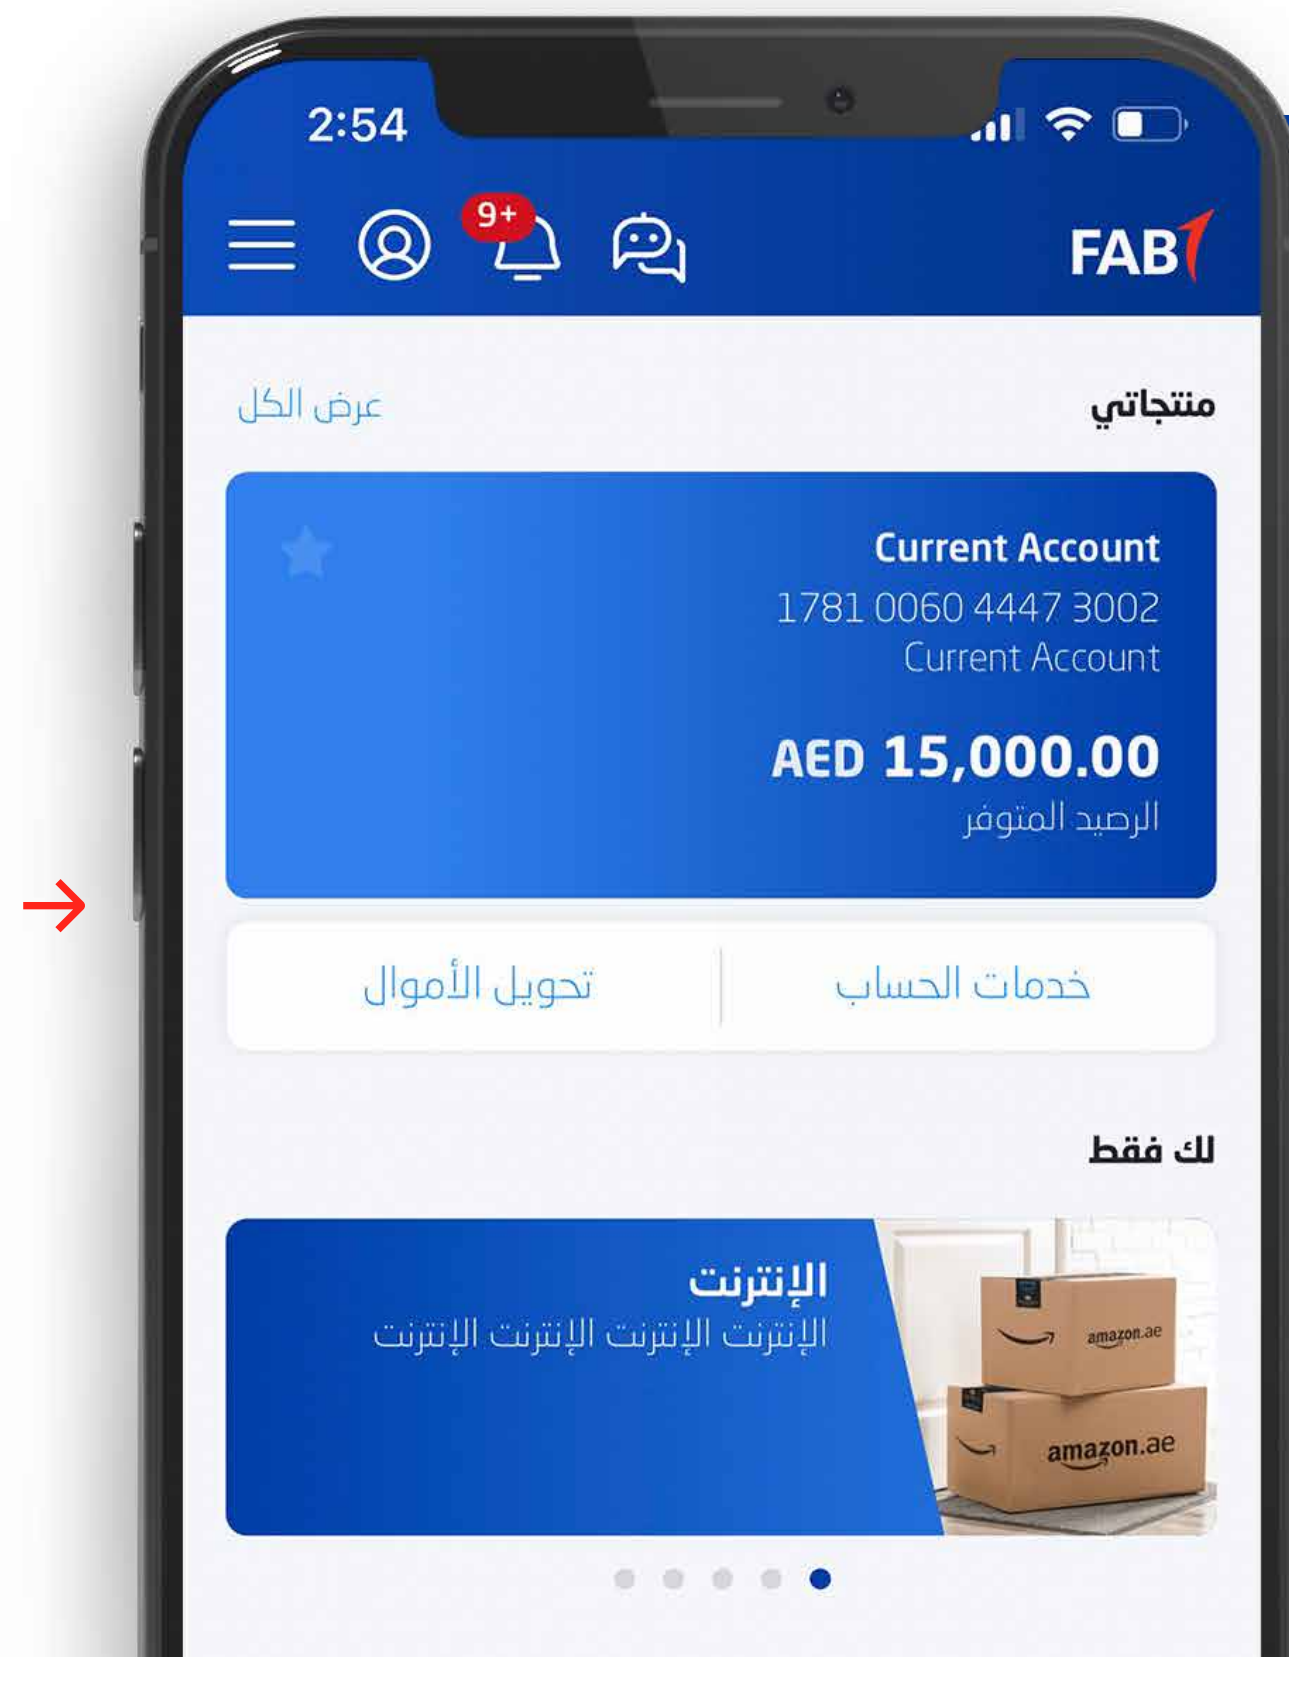 2:54
9+
FAB
منتجاتي
عرض الكل
Current Account
1781 0060 4447 3002
Current Account
AED 15,000.00
الرصيد المتوفر
خدمات الحساب
تحويل الأموال
لك فقط
الإنترنت
الإنترنت الإنترنت الإنترنت الإنترنت
amazon.ae
amazon.ae